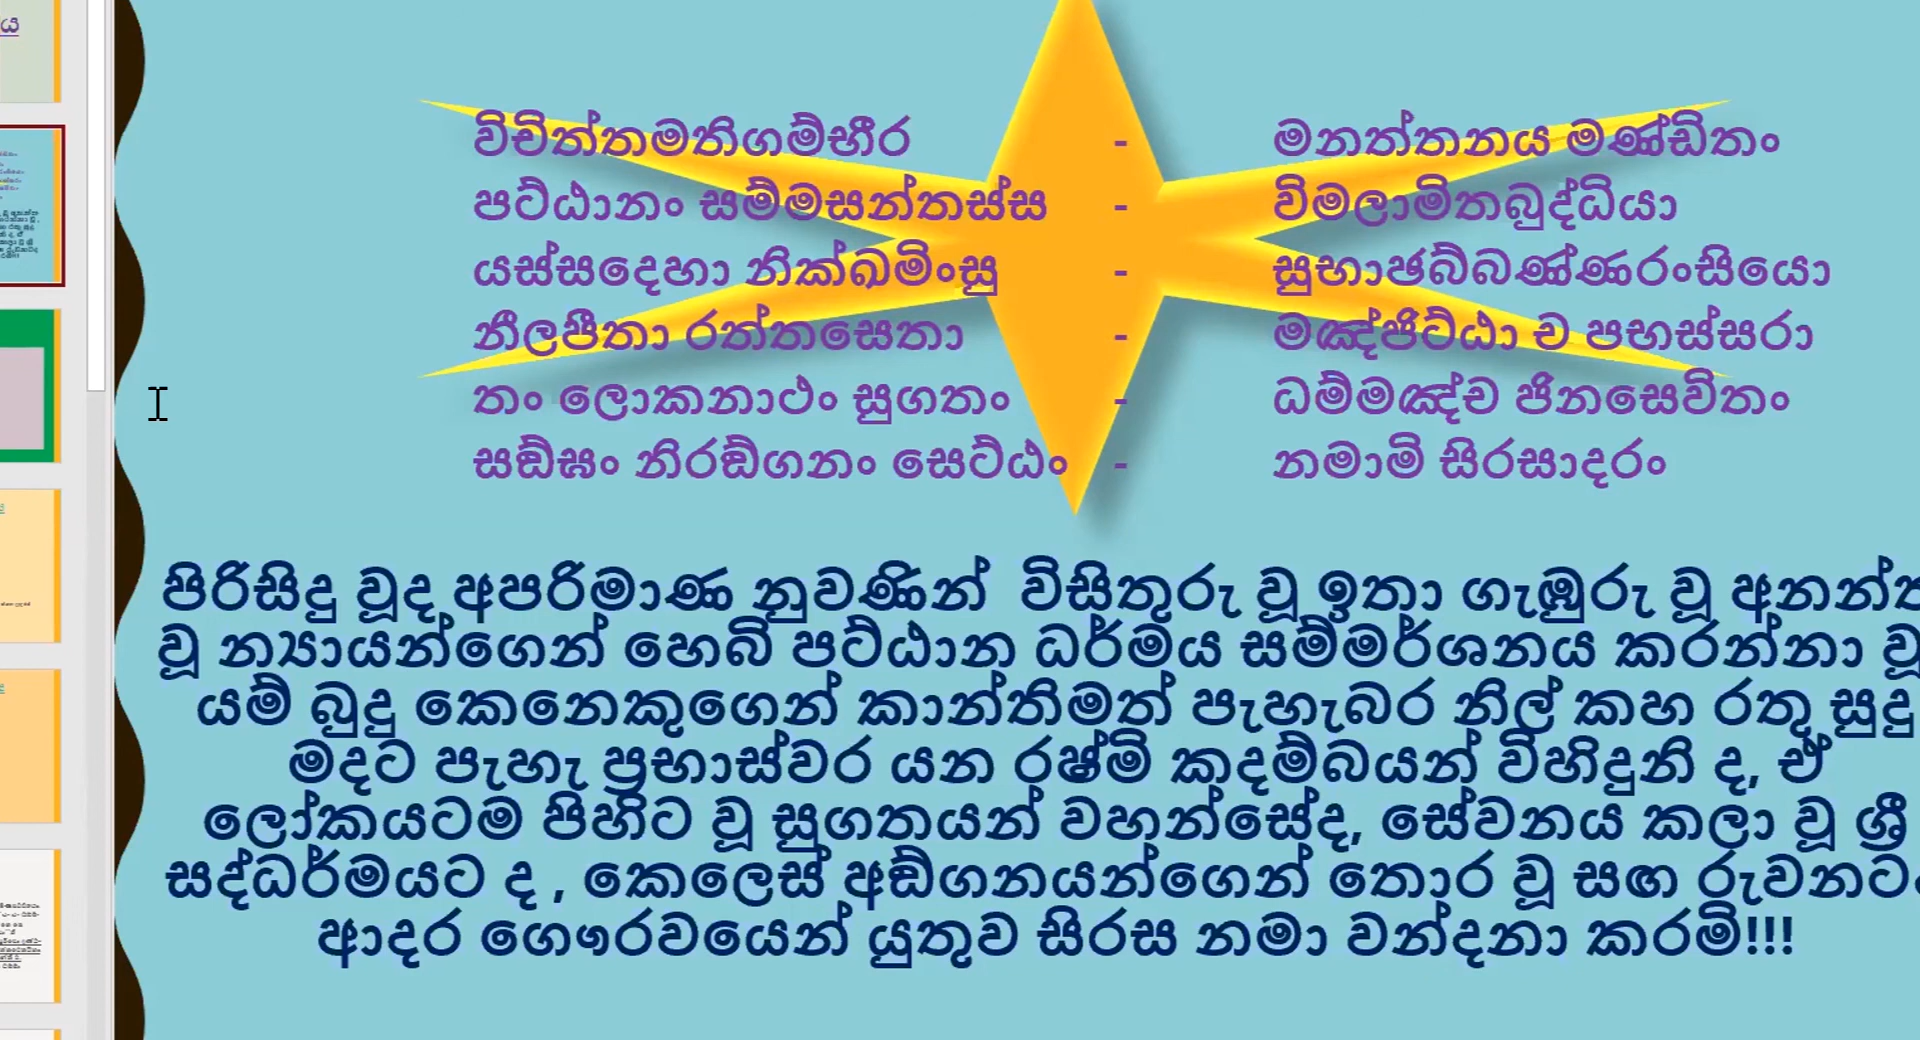 ය
විචිත්තමතිගම්භීර - මනත්තනය මණ්ඩිතං
පට්ඨානං සම්මසන්තස්ස - විමලාමිතබුද්ධියා
යස්සදෙහා නික්ඛමිංසු - සුභාඡබ්බණ්ණරංසියො
නීලපීතා රත්තසෙතා - මඤ්ජිට්ඨා ච පභස්සරා
තං ලොකනාථං සුගතං - ධම්මඤ්ච ජිනසෙවිතං
සඞ්ඝං නිරඞ්ගනං සෙට්ඨං - නමාමි සිරසාදරං
පිරිසිදු වූද අපරිමාණ නුවණින් විසිතුරු වූ ඉතා ගැඹුරු වූ අනන්ත
වූ න්‍යායන්ගෙන් හෙබි පට්ඨාන ධර්මය සම්මර්ශනය කරන්නා වූ
යම් බුදු කෙනෙකුගෙන් කාන්තිමත් පැහැබර නිල් කහ රතු සුදු
මදට පැහැ ප්‍රභාස්වර යන රෂ්මි කදම්බයන් විහිදුනි ද, ඒ
ලෝකයටම පිහිට වූ සුගතයන් වහන්සේද, සේවනය කලා වූ ශ්‍රී
සද්ධර්මයට ද , කෙලෙස් අඞ්ගනයන්ගෙන් තොර වූ සඟ රුවනට
ආදර ගෞරවයෙන් යුතුව සිරස නමා වන්දනා කරමි!!!